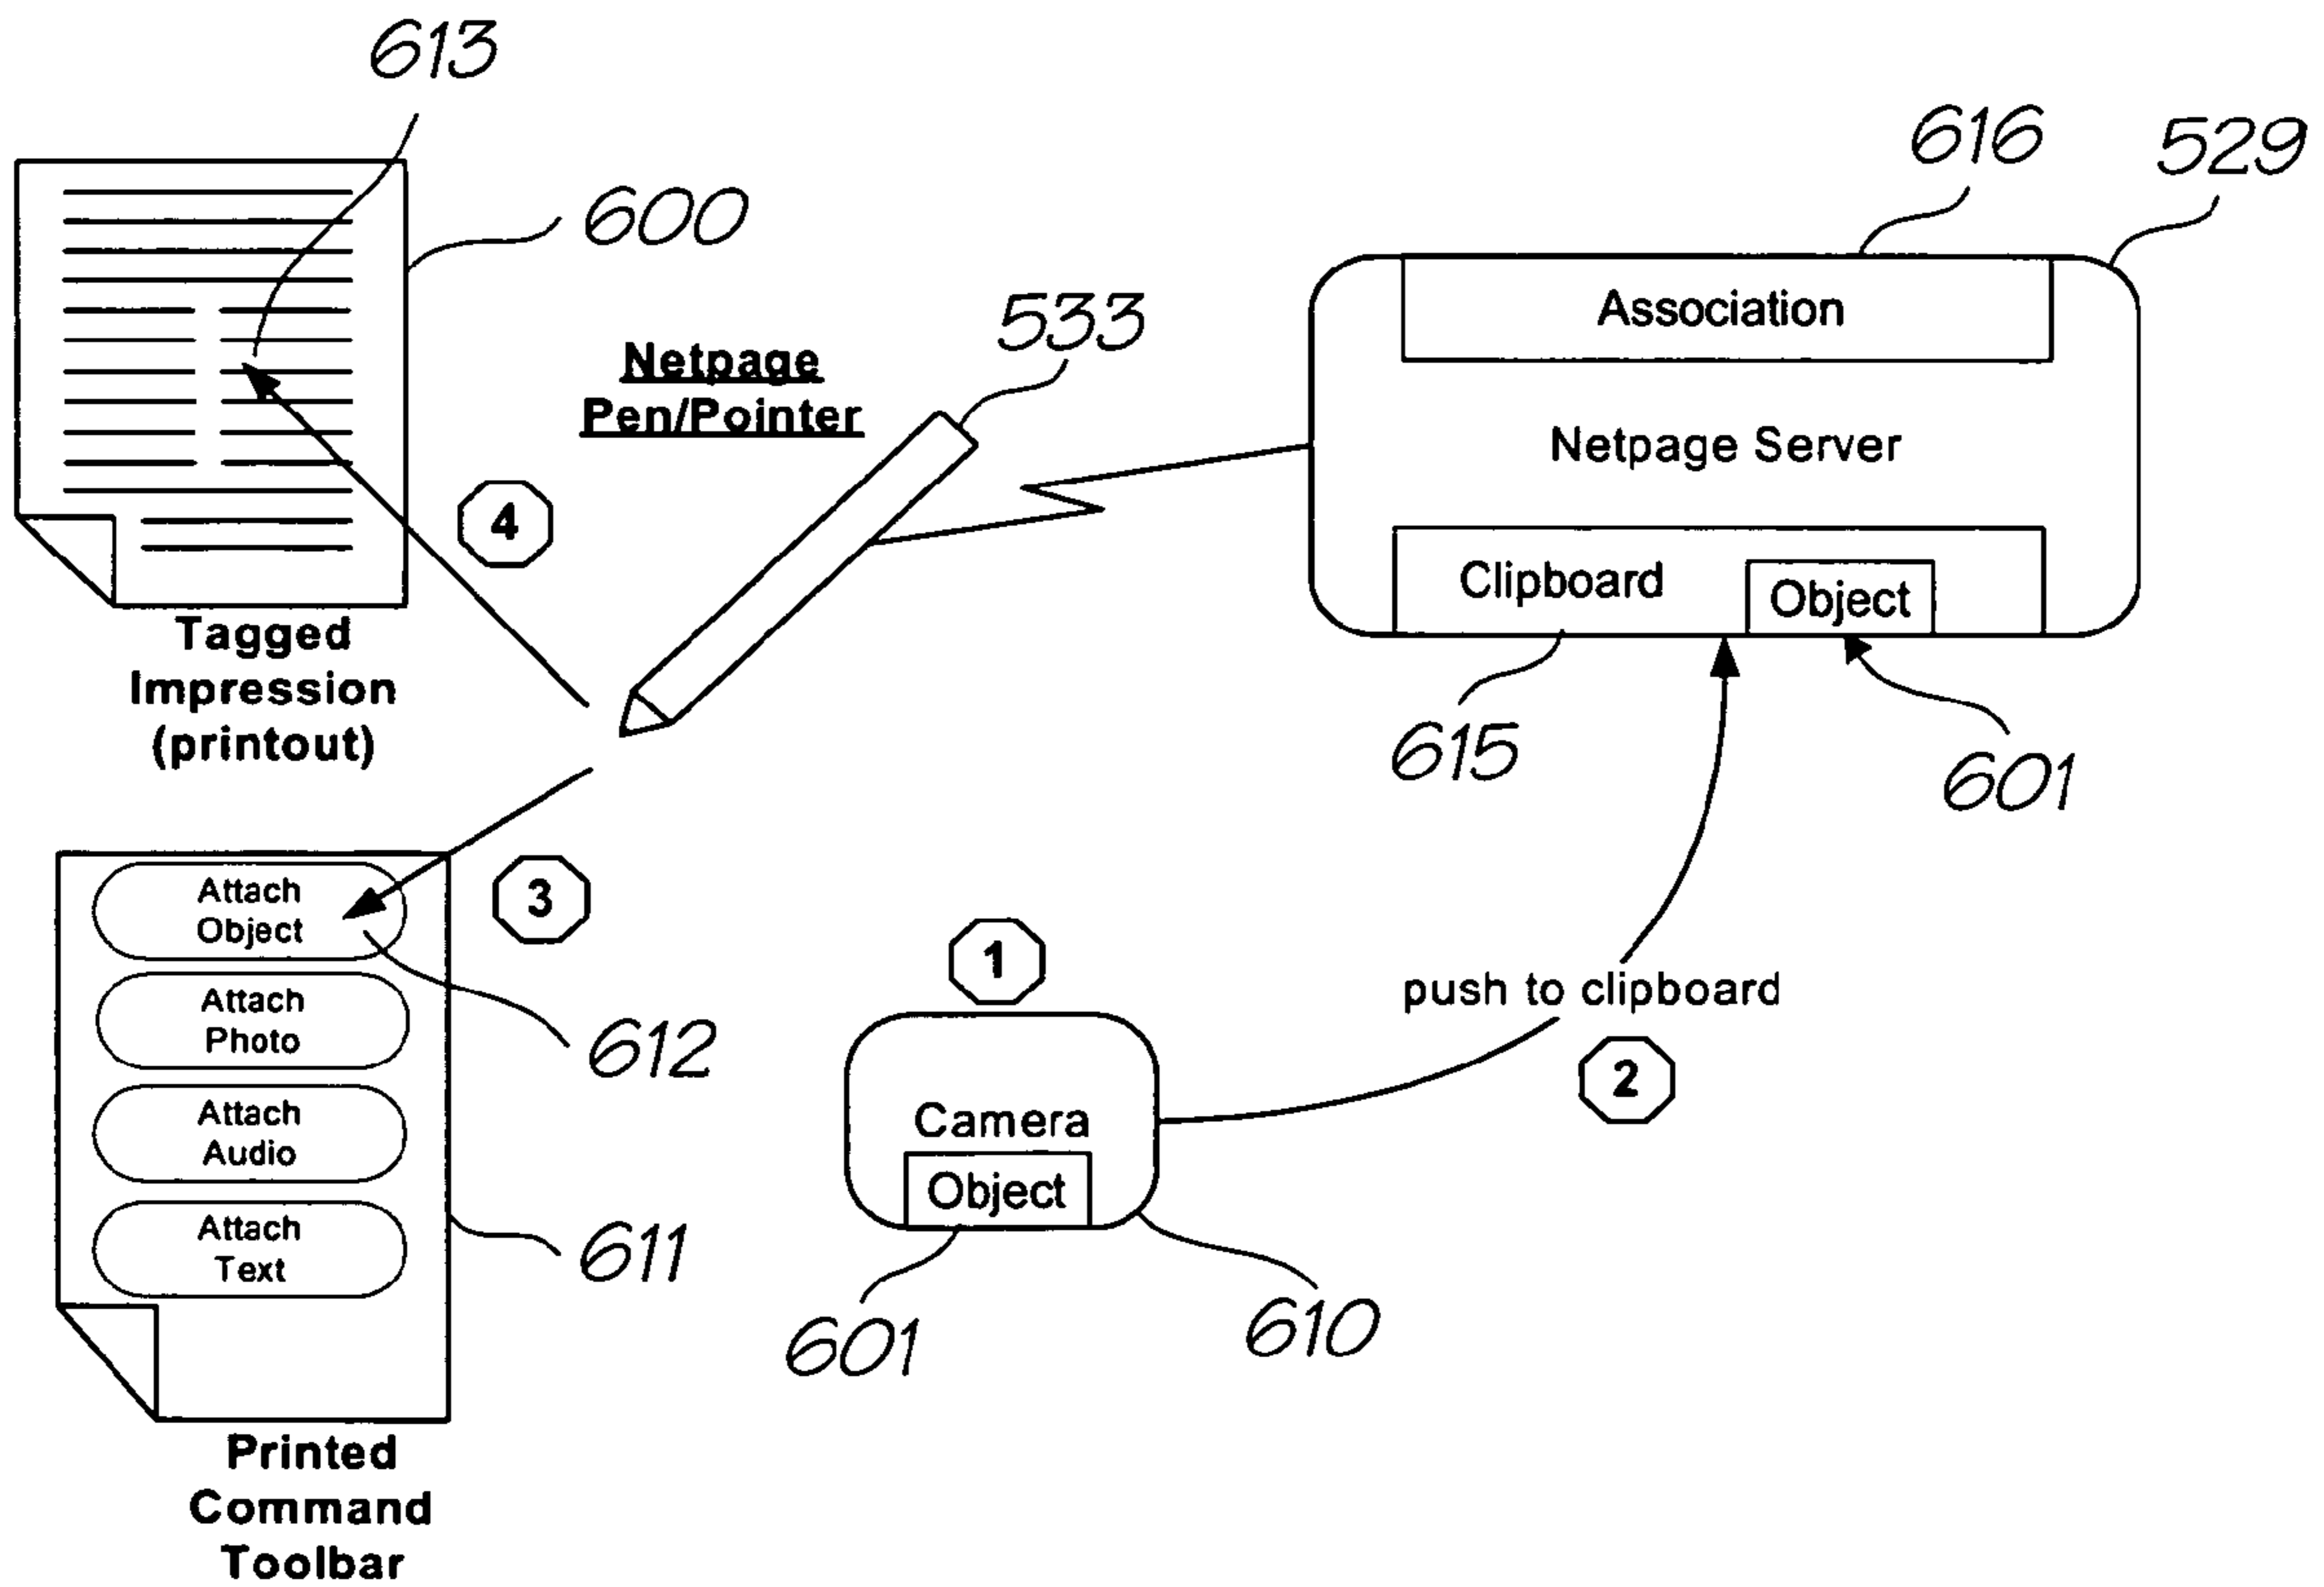 613
600
616
529
533
Netpage
Pen/Pointer
Association
Netpage Server
Clipboard
Object
615
601
4
Tagged
Impression
(printout)
3
Attach
Object
Attach
Photo
Attach
Audio
Attach
Text
612
611
Printed
Command
Toolbar
1
Camera
Object
601
610
push to clipboard
2